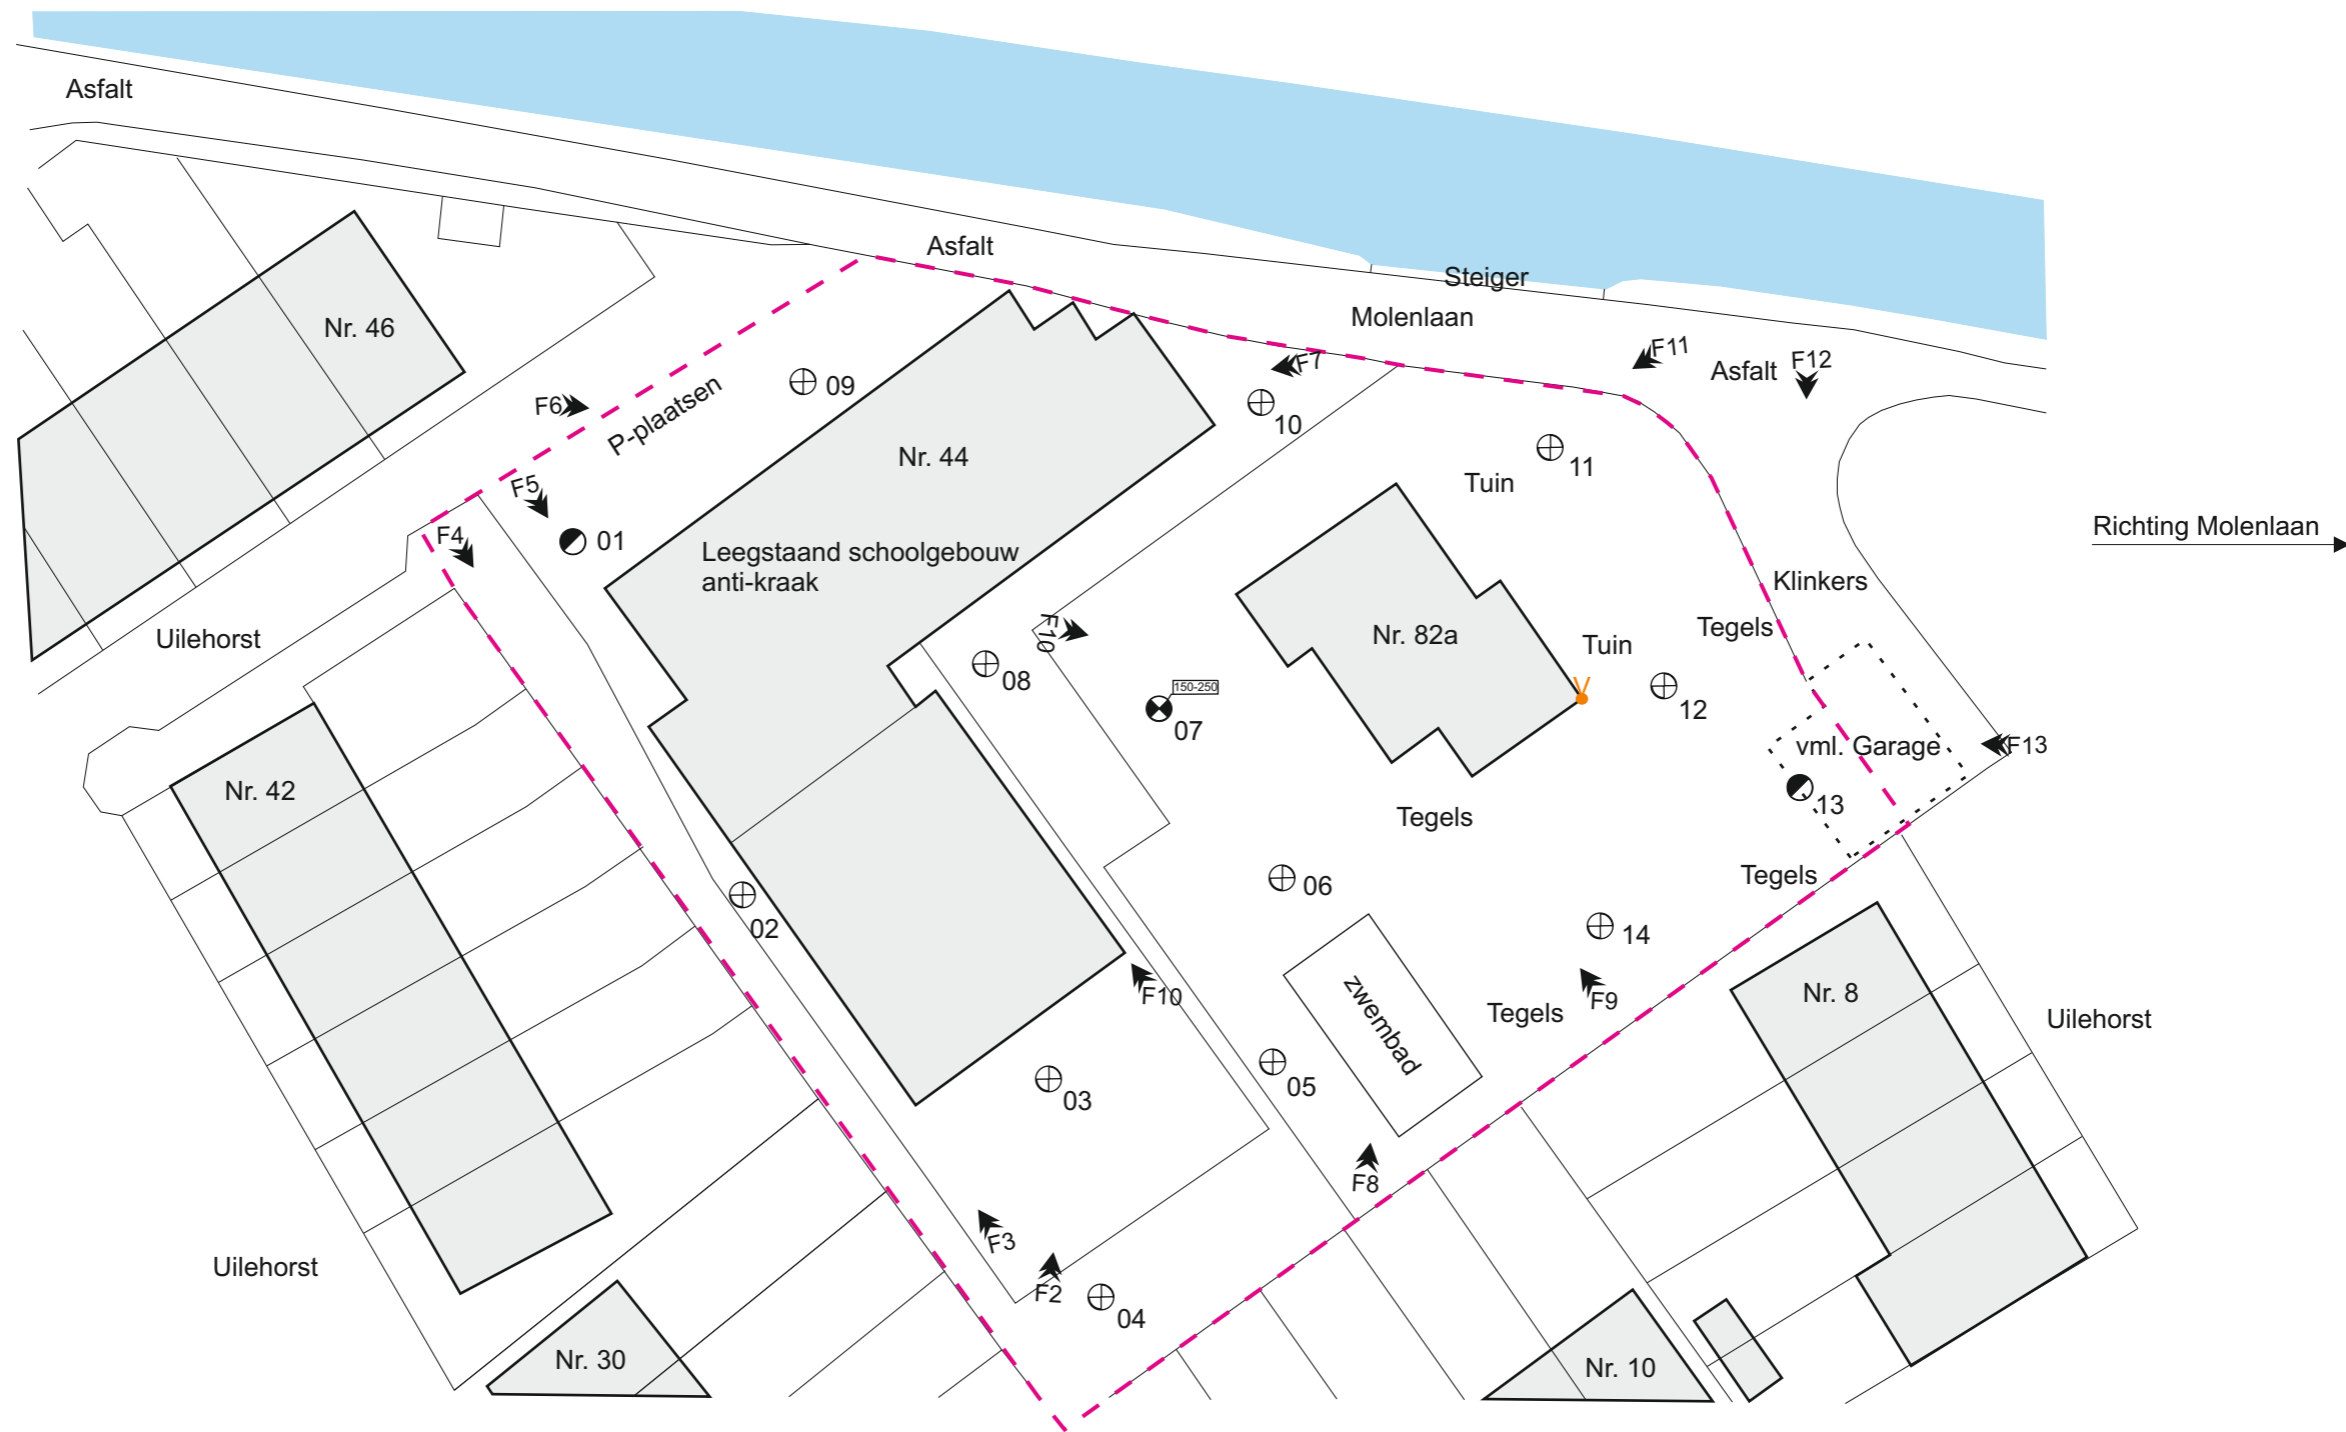 Asfalt
Asfalt
Steiger
Molenlaan
Nr. 46
F7
F11
Asfalt
F12
F6
P-plaatsen
09
10
Nr. 44
11
Tuin
F5
F4
01
Leegstaand schoolgebouw
anti-kraak
Richting Molenlaan
Klinkers
Tegels
Uilehorst
F10
Nr. 82a
Tuin
08
150-250
07
12
vml. Garage
F13
Nr. 42
13
Tegels
Tegels
06
02
14
zwembad
F10
Tegels
F9
Nr. 8
Uilehorst
05
03
F8
F3
Uilehorst
F2
04
Nr. 30
Nr. 10